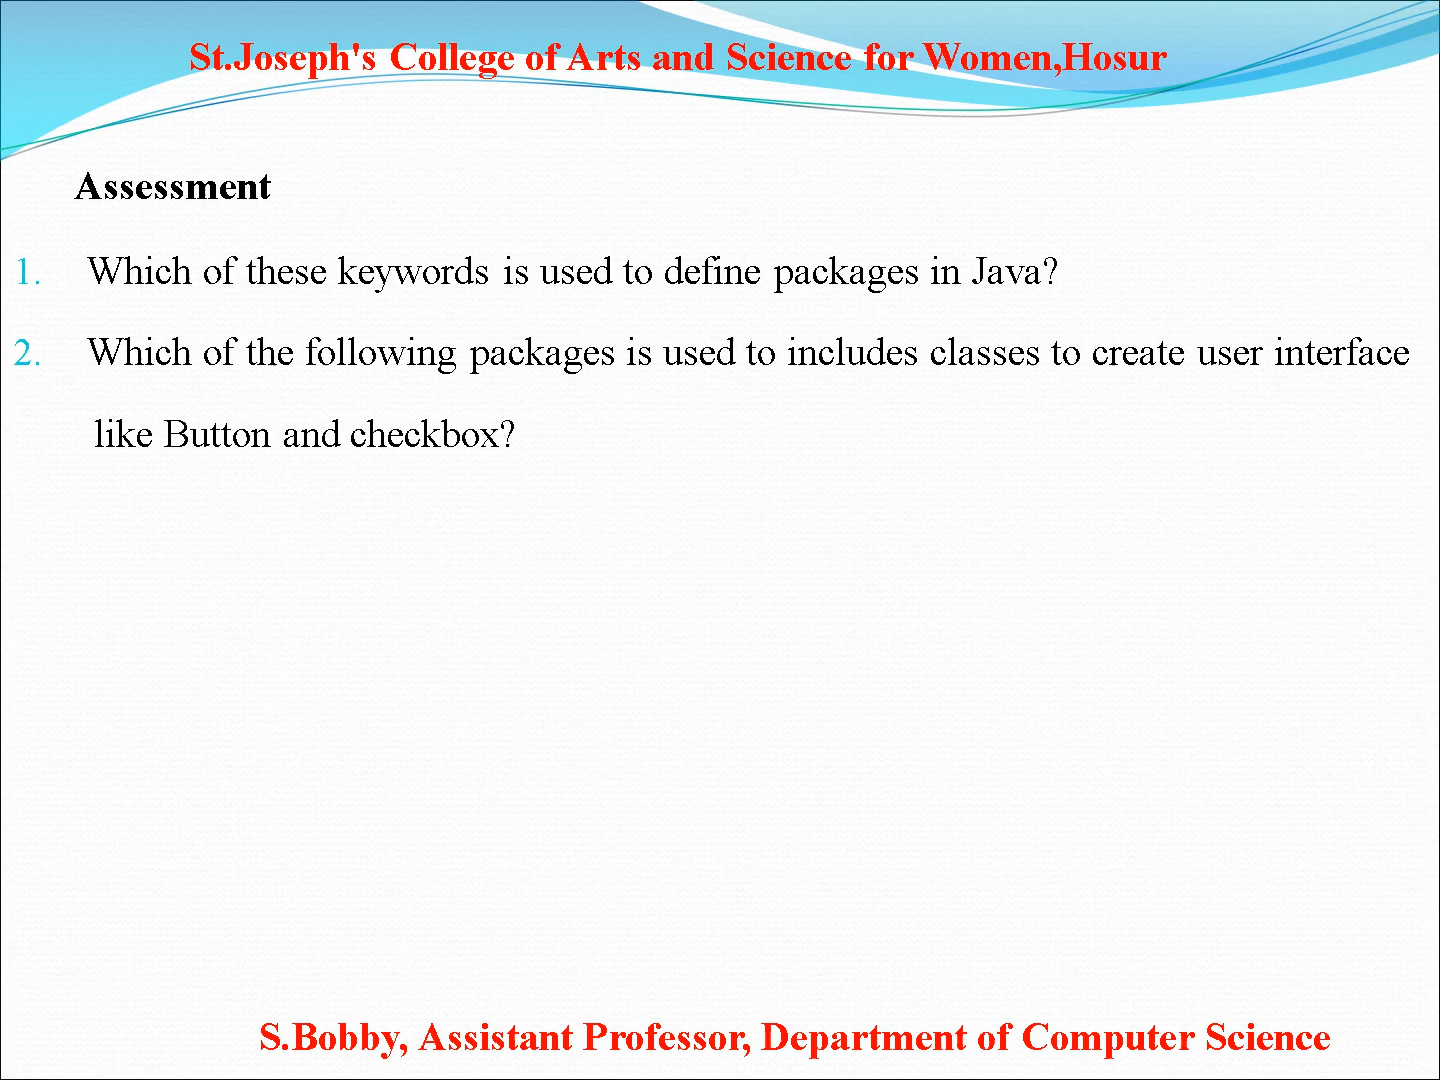 St.Joseph's College of Arts and Science for Women,Hosur
Assessment
1. Which of these keywords is used to define packages in Java?
2. Which of the following packages is used to includes classes to create user interface
like Button and checkbox?
S.Bobby, Assistant Professor, Department of Computer Science